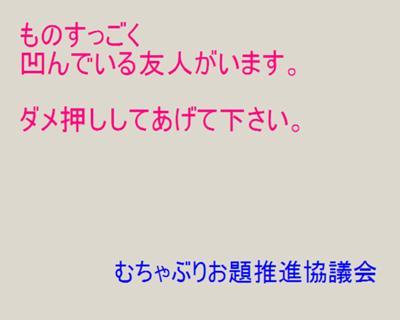 ものすっごく
凹んでいる友人がいます。
ダメ押ししてあげて下さい。
むちゃぶりお題推進協議会